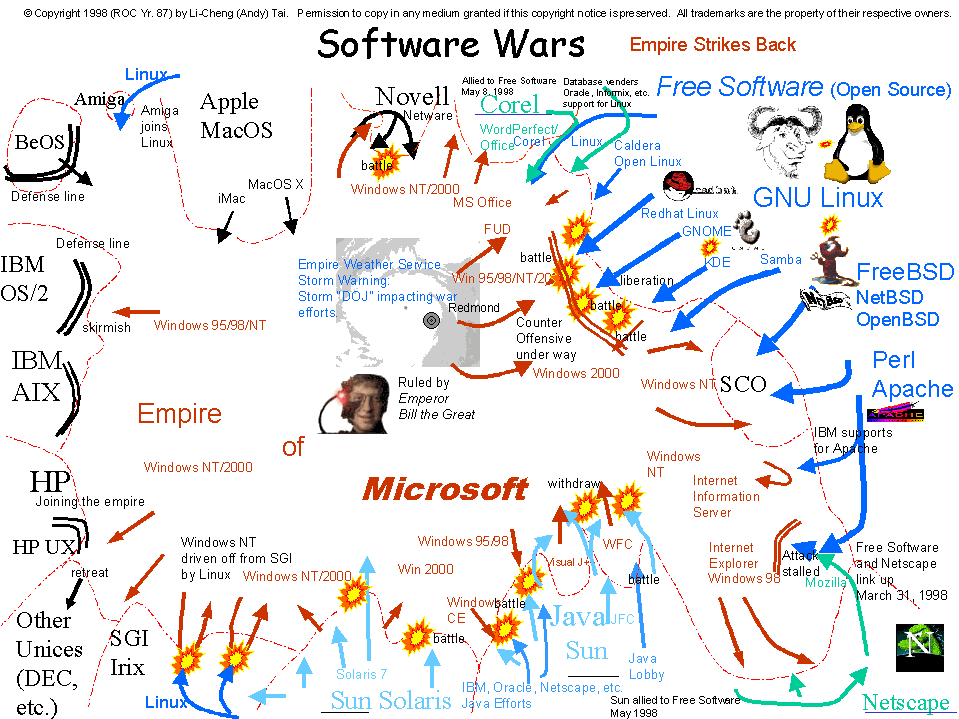 © Copyright 1998 (ROC Yr. 87) by Li-Cheng (Andy) Tai. Permission to copy in any medium granted if this copyright notice is preserved. All trademarks are the property of their respective owners.
Software Wars
Empire Strikes Back
Linux
Amiga
Amiga
joins
Linux
Apple
MacOS
BeOS
Defense line
MacOS X
iMac
Novell
Netware
battle
Windows NT/2000
Allied to Free Software
May 8, 1998
Corel
WordPerfect/
Office
Corel
Linux
MS Office
Database venders
Oracle, Informix, etc.
support for Linux
Free Software (Open Source)
Caldera
Open Linux
GNU Linux
Redhat Linux
GNOME
KDE
Samba
FreeBSD
NetBSD
OpenBSD
FUD
battle
liberation
battle
battle
Defense line
IBM
OS/2
skirmish
Windows 95/98/NT
Empire Weather Service
Storm Warning:
Storm "DOJ" impacting war
efforts.
Win 95/98/NT/20
Redmond
Counter
Offensive
under way
Windows 2000
Windows NT
SCO
Perl
Apache
APACHE
IBM supports
for Apache
IBM
AIX
Ruled by
Emperor
Bill the Great
Empire
of
Microsoft
Windows NT/2000
HP
Joining the empire
HP UX
retreat
Windows
NT
Internet
Information
Server
withdraw
Windows NT
driven off from SGI
by Linux
Windows NT/2000
Windows 95/98
Win 2000
Visual J++
WFC
battle
Internet
Explorer
Windows 98
Attack
stalled
Mozilla
Free Software
and Netscape
link up
March 31, 1998
Other
Unices
(DEC,
etc.)
SGI
Irix
Linux
Windows
CE
battle
battle
Java
JFC
Sun
Solaris 7
Sun Solaris
IBM, Oracle, Netscape, etc.
Java Efforts
Java
Lobby
Sun allied to Free Software
May 1998
N
Netscape